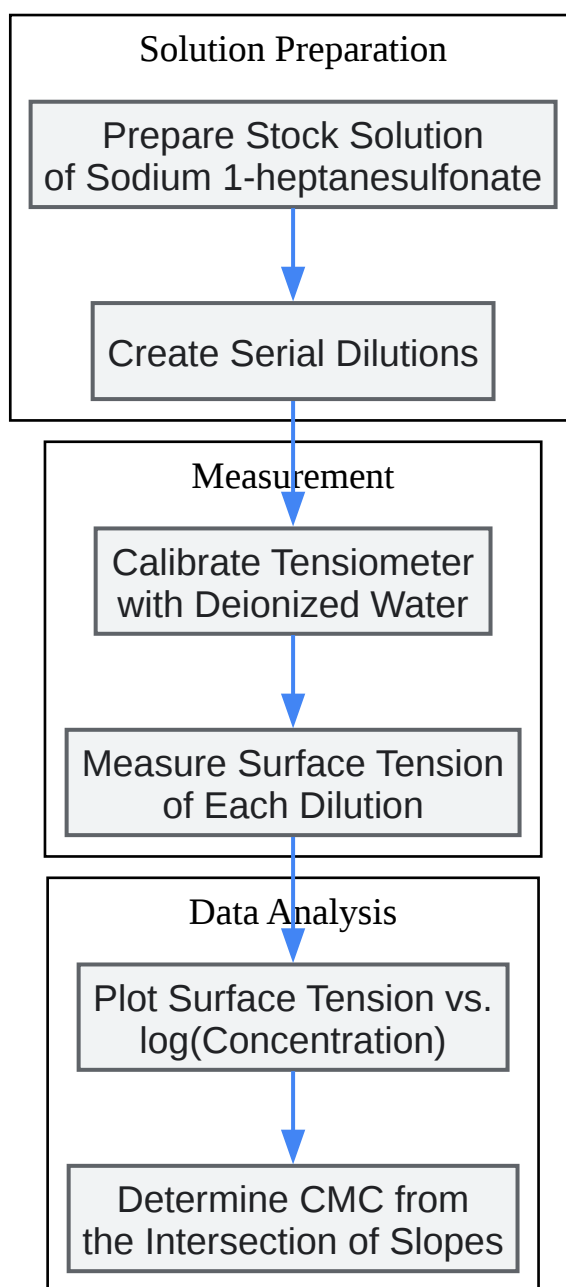 Solution Preparation
Prepare Stock Solution
of Sodium 1-heptanesulfonate
Create Serial Dilutions
Measurement
Calibrate Tensiometer
with Deionized Water
Measure Surface Tension
of Each Dilution
Data Analysis
Plot Surface Tension vs.
log(Concentration)
Determine CMC from
the Intersection of Slopes